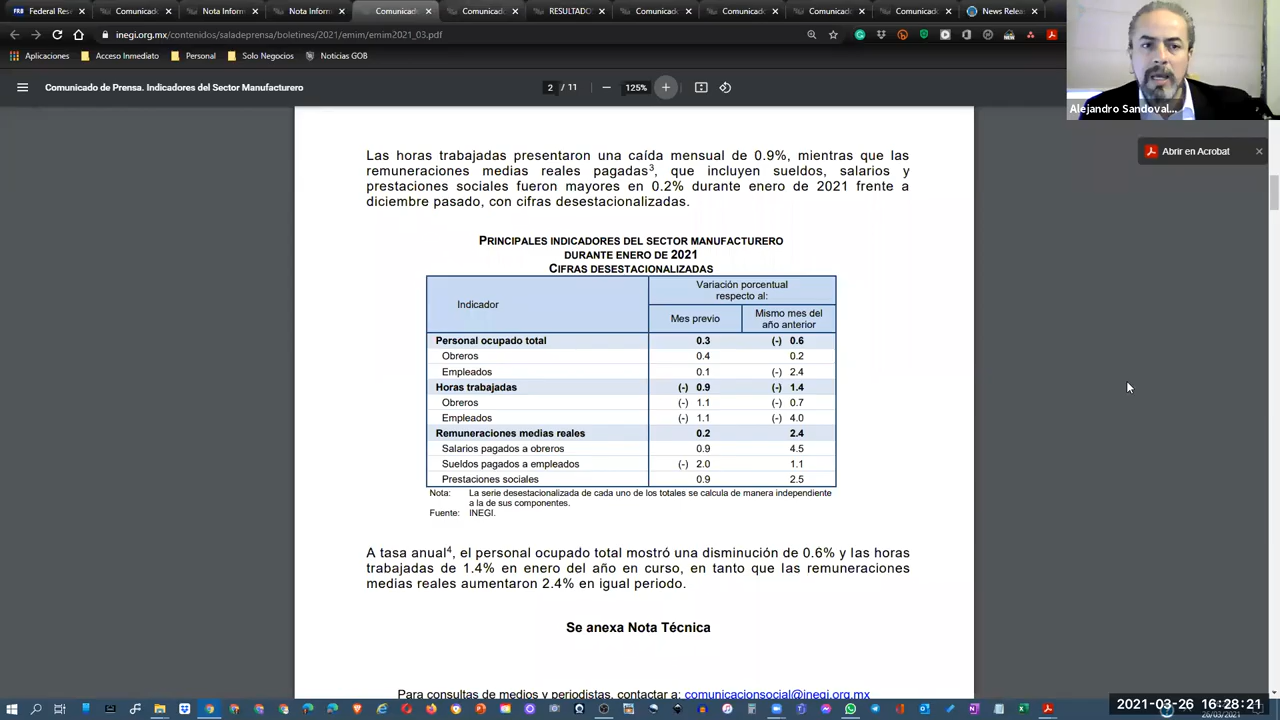 Federal Res
Comunicad
Nota Inform
Nota Inform
Comunicad
Comunicad
RESULTADO
Comunicad
Comunicad
Comunicad
Comunicad
News Relea
inegi.org.mx/contenidos/saladeprensa/boletines/2021/emim/emim2021_03.pdf
Aplicaciones
Acceso Inmediato
Personal
Solo Negocios
Noticias GOB
Comunicado de Prensa. Indicadores del Sector Manufacturero
2 / 11
125%
Alejandro Sandoval...
Abrir en Acrobat
Las horas trabajadas presentaron una caída mensual de 0.9%, mientras que las
remuneraciones medias reales pagadas³, que incluyen sueldos, salarios y
prestaciones sociales fueron mayores en 0.2% durante enero de 2021 frente a
diciembre pasado, con cifras desestacionalizadas.
PRINCIPALES INDICADORES DEL SECTOR MANUFACTURERO
DURANTE ENERO DE 2021
CIFRAS DESESTACIONALIZADAS
Indicador
Variación porcentual
respecto al:
Mes previo
Mismo mes del
año anterior
Personal ocupado total 0.3 (-) 0.6
Obreros 0.4 0.2
Empleados 0.1 (-) 2.4
Horas trabajadas (-) 0.9 (-) 1.4
Obreros (-) 1.1 (-) 0.7
Empleados (-) 1.1 (-) 4.0
Remuneraciones medias reales 0.2 2.4
Salarios pagados a obreros 0.9 4.5
Sueldos pagados a empleados (-) 2.0 1.1
Prestaciones sociales 0.9 2.5
Nota: La serie desestacionalizada de cada uno de los totales se calcula de manera independiente
a la de sus componentes.
Fuente: INEGI.
A tasa anual⁴, el personal ocupado total mostró una disminución de 0.6% y las horas
trabajadas de 1.4% en enero del año en curso, en tanto que las remuneraciones
medias reales aumentaron 2.4% en igual periodo.
Se anexa Nota Técnica
Para consultas de medios y periodistas, contactar a: comunicacionsocial@inegi.org.mx
2021-03-26 16:28:21
26/03/2021